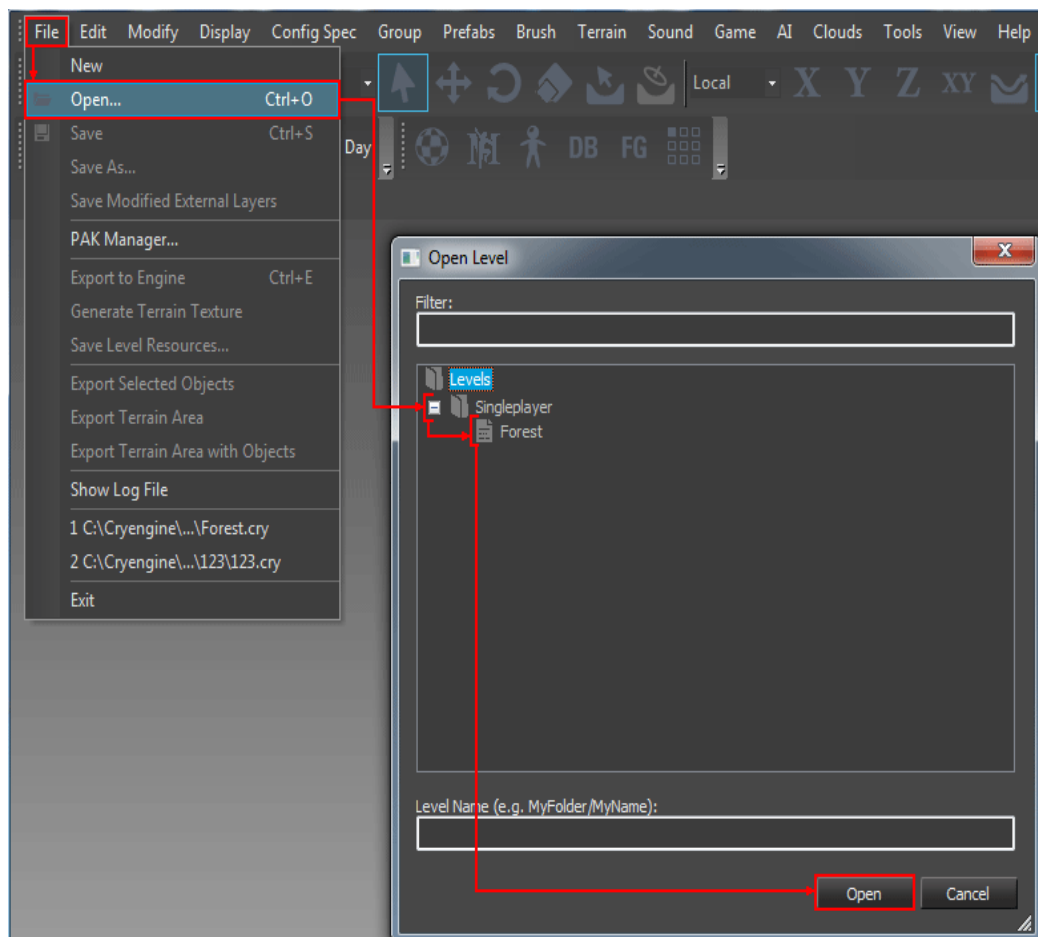 File Edit Modify Display Config Spec Group Prefabs Brush Terrain Sound Game AI Clouds Tools View Help
New
Open... Ctrl+O
Local X Y Z XY
Save Ctrl+S
Day DB FG
Save As...
Save Modified External Layers
PAK Manager...
Export to Engine Ctrl+E
Generate Terrain Texture
Save Level Resources...
Export Selected Objects
Export Terrain Area
Export Terrain Area with Objects
Show Log File
1 C:\Cryengine\...\Forest.cry
2 C:\Cryengine\...\123\123.cry
Exit
Open Level
X
Filter:
Levels
Singleplayer
Forest
Level Name (e.g. MyFolder/MyName):
Open Cancel